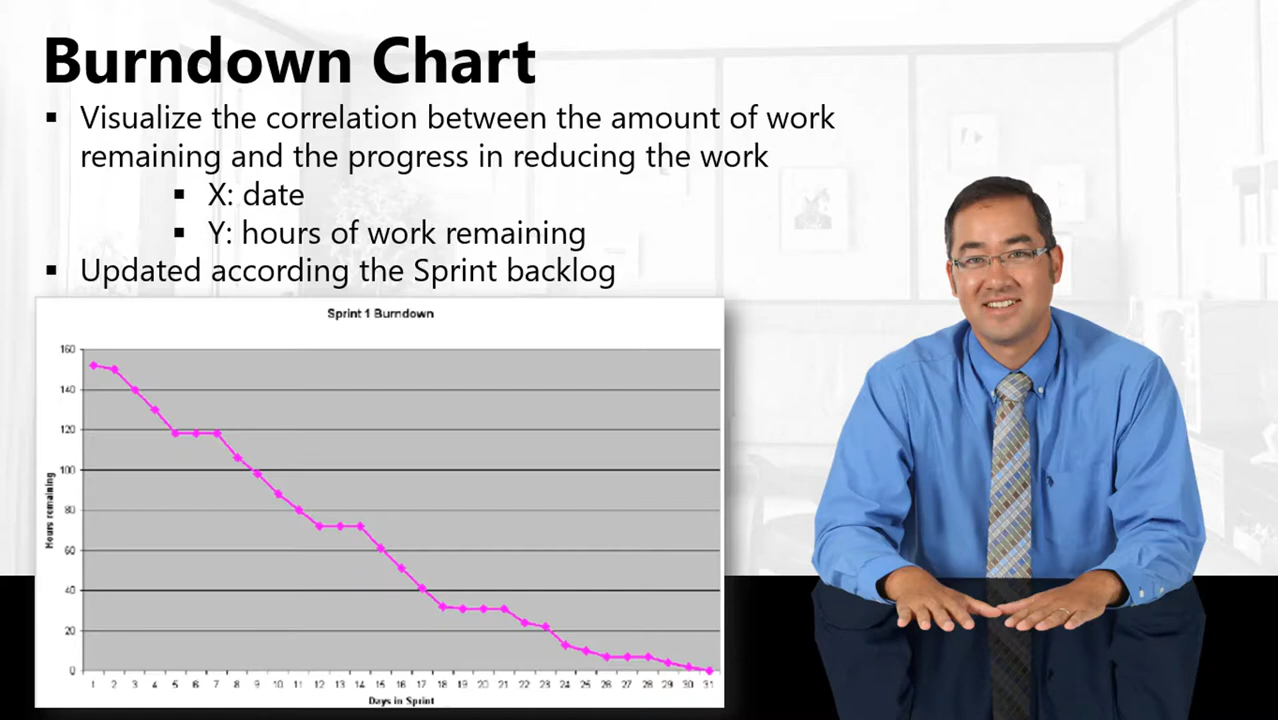 Burndown Chart
▪ Visualize the correlation between the amount of work
remaining and the progress in reducing the work
▪ X: date
▪ Y: hours of work remaining
▪ Updated according the Sprint backlog
Sprint 1 Burndown
160
140
120
100
80
60
40
20
0
Hours remaining
1 2 3 4 5 6 7 8 9 10 11 12 13 14 15 16 17 18 19 20 21 22 23 24 25 26 27 28 29 30 31
Days in Sprint